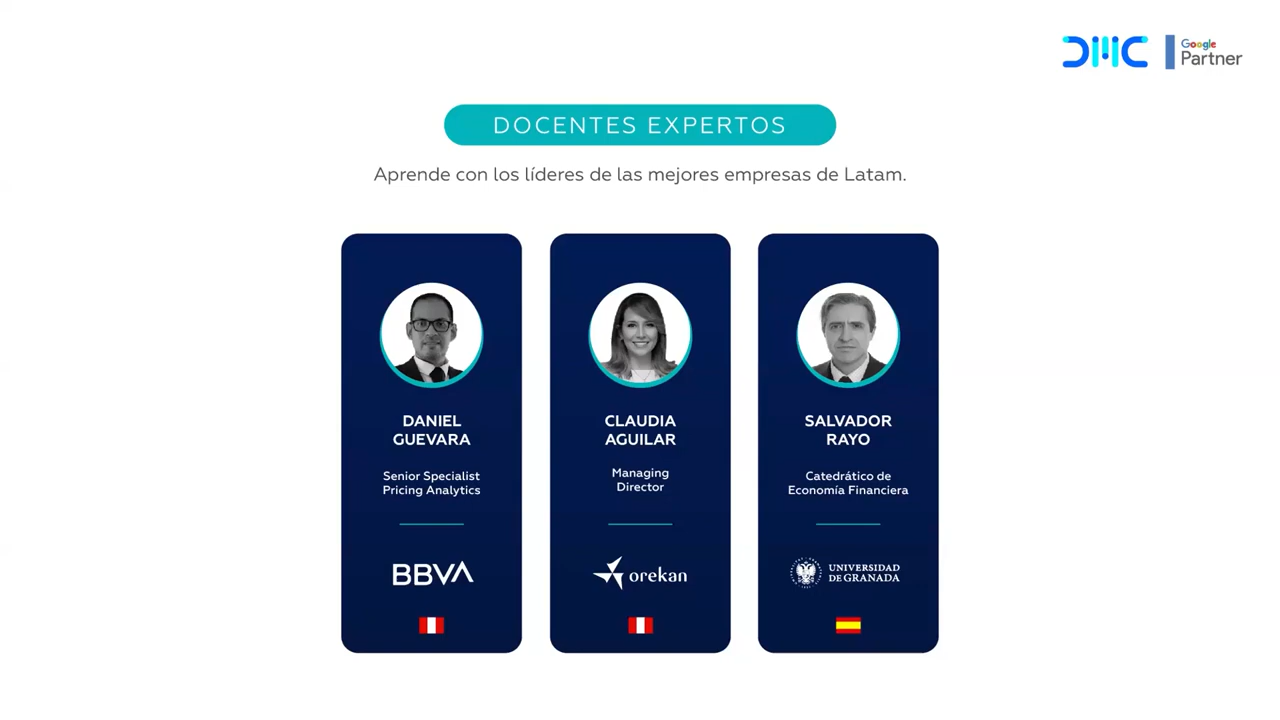 DMC
Google
Partner
DOCENTES EXPERTOS
Aprende con los líderes de las mejores empresas de Latam.
DANIEL
GUEVARA
Senior Specialist
Pricing Analytics
BBVA
CLAUDIA
AGUILAR
Managing
Director
orekan
SALVADOR
RAYO
Catedrático de
Economía Financiera
UNIVERSIDAD
DE GRANADA